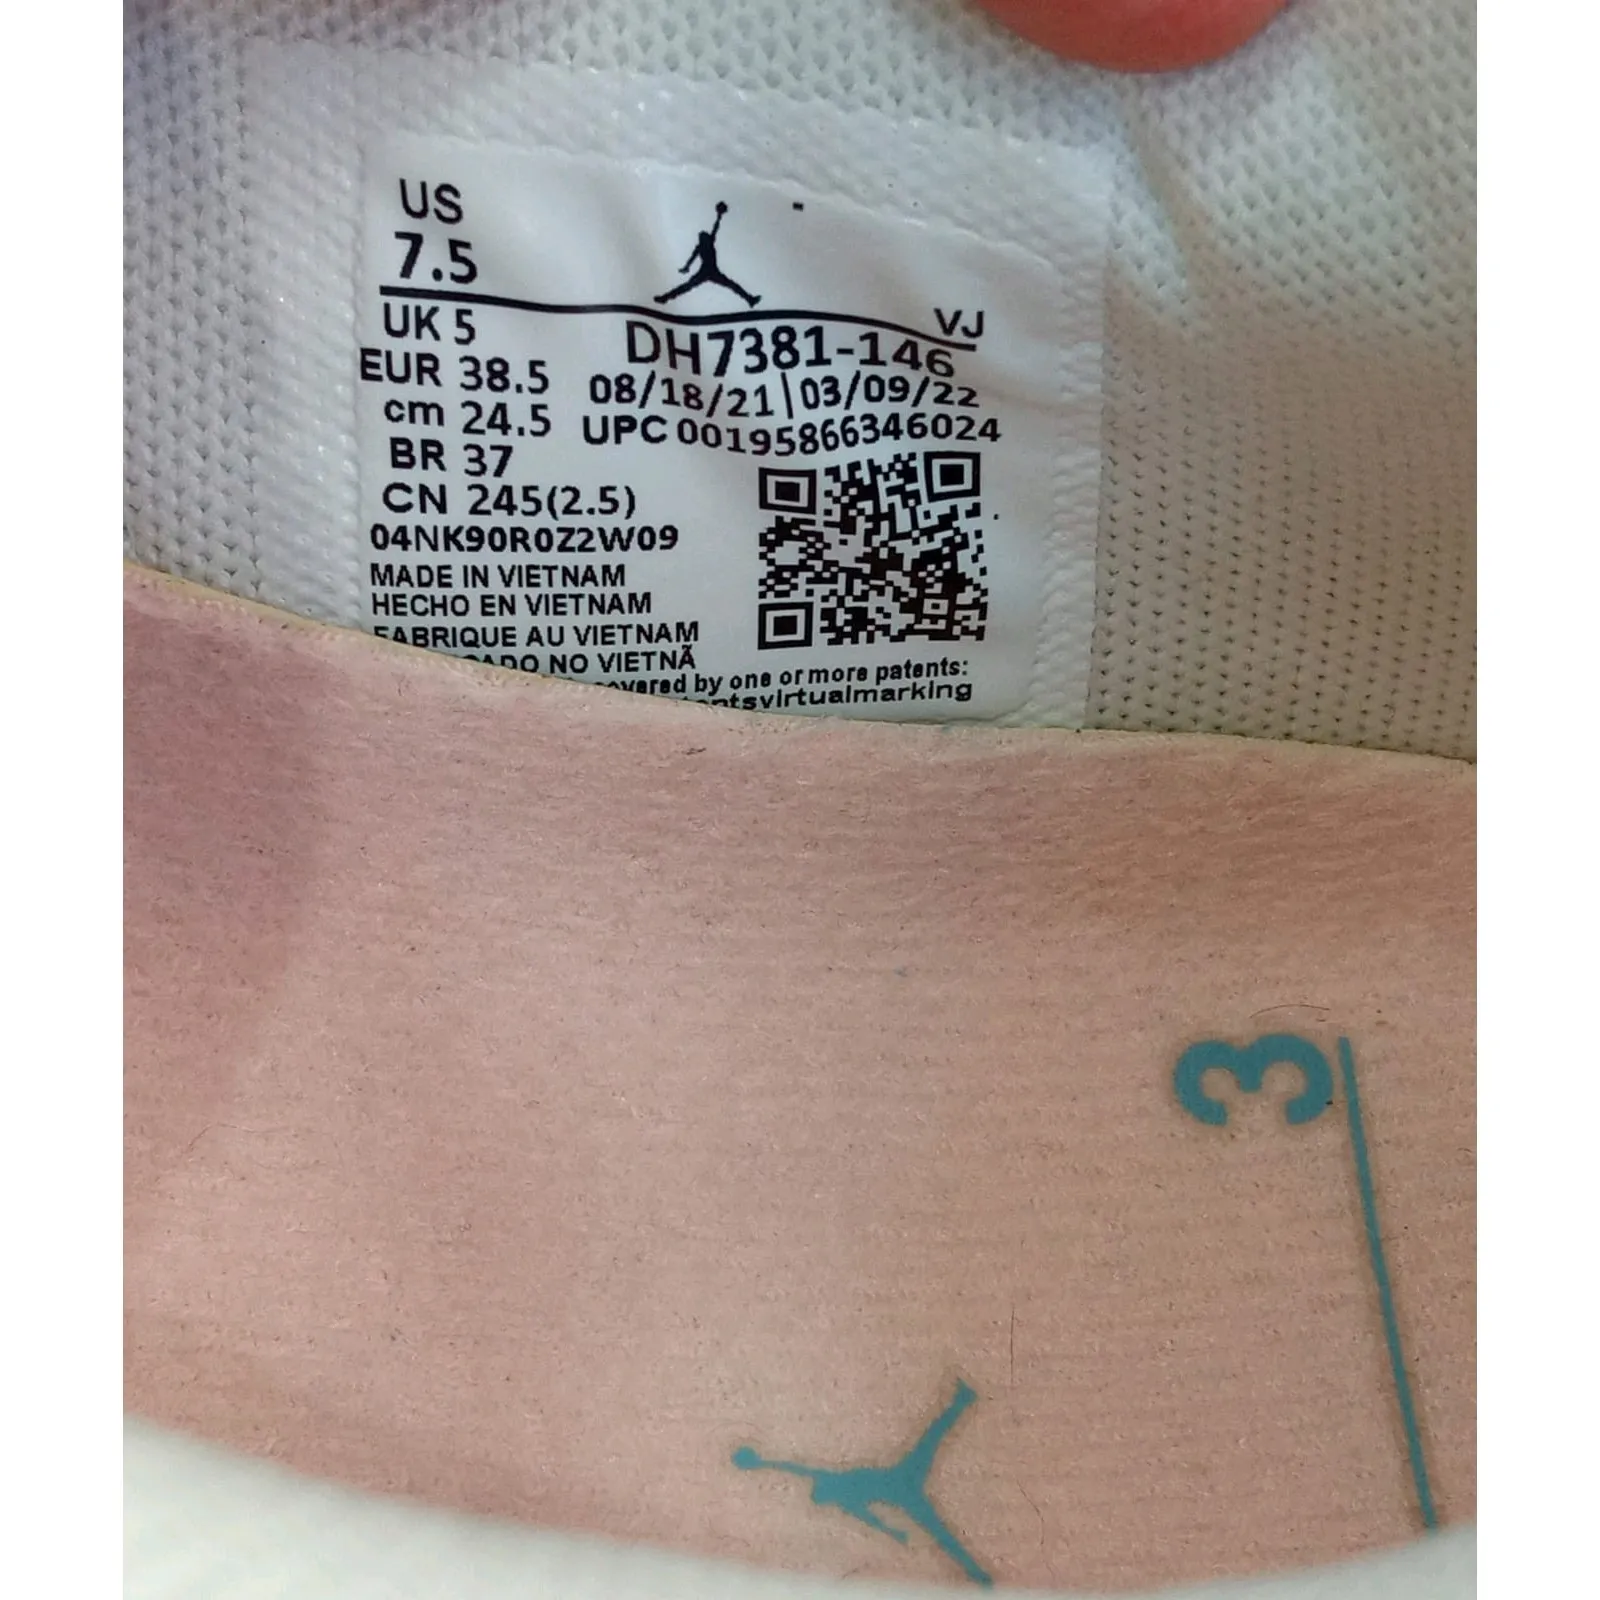 US
7.5
VJ
UK 5
DH7381-146
EUR 38.5
08/18/21 | 03/09/22
cm 24.5
UPC 00195866346024
BR 37
CN 245(2.5)
04NK90R0Z2W09
MADE IN VIETNAM
HECHO EN VIETNAM
FABRIQUE AU VIETNAM
NO VIETNÃ
by one or more patents:
3